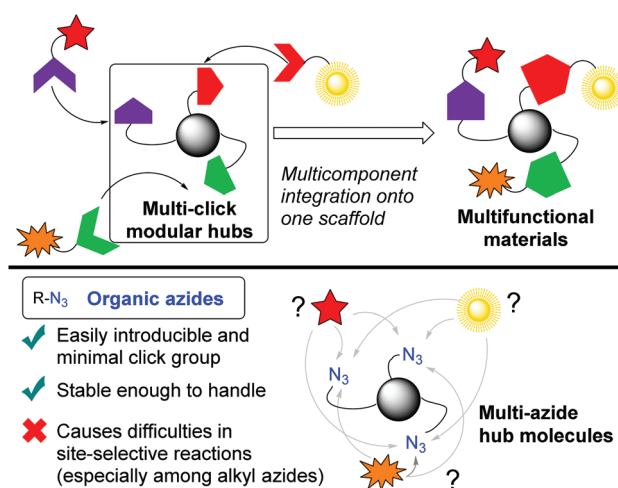 Multi-click
modular hubs
Multicomponent
integration onto
one scaffold
Multifunctional
materials
R-N3 Organic azides
Easily introducible and
minimal click group
Stable enough to handle
Causes difficulties in
site-selective reactions
(especially among alkyl azides)
? ?
N3
N3
Multi-azide
hub molecules
N3
?